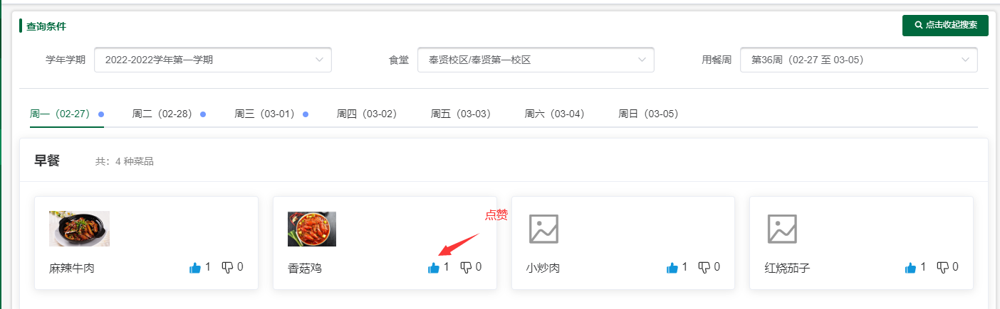 查询条件
点击收起搜索
学年学期 2022-2022学年第一学期 食堂 奉贤校区/奉贤第一校区 用餐周 第36周（02-27 至 03-05）
周一（02-27） 周二（02-28） 周三（03-01） 周四（03-02） 周五（03-03） 周六（03-04） 周日（03-05）
早餐 共：4 种菜品
点赞
麻辣牛肉 1 0 香菇鸡 1 0 小炒肉 1 0 红烧茄子 1 0